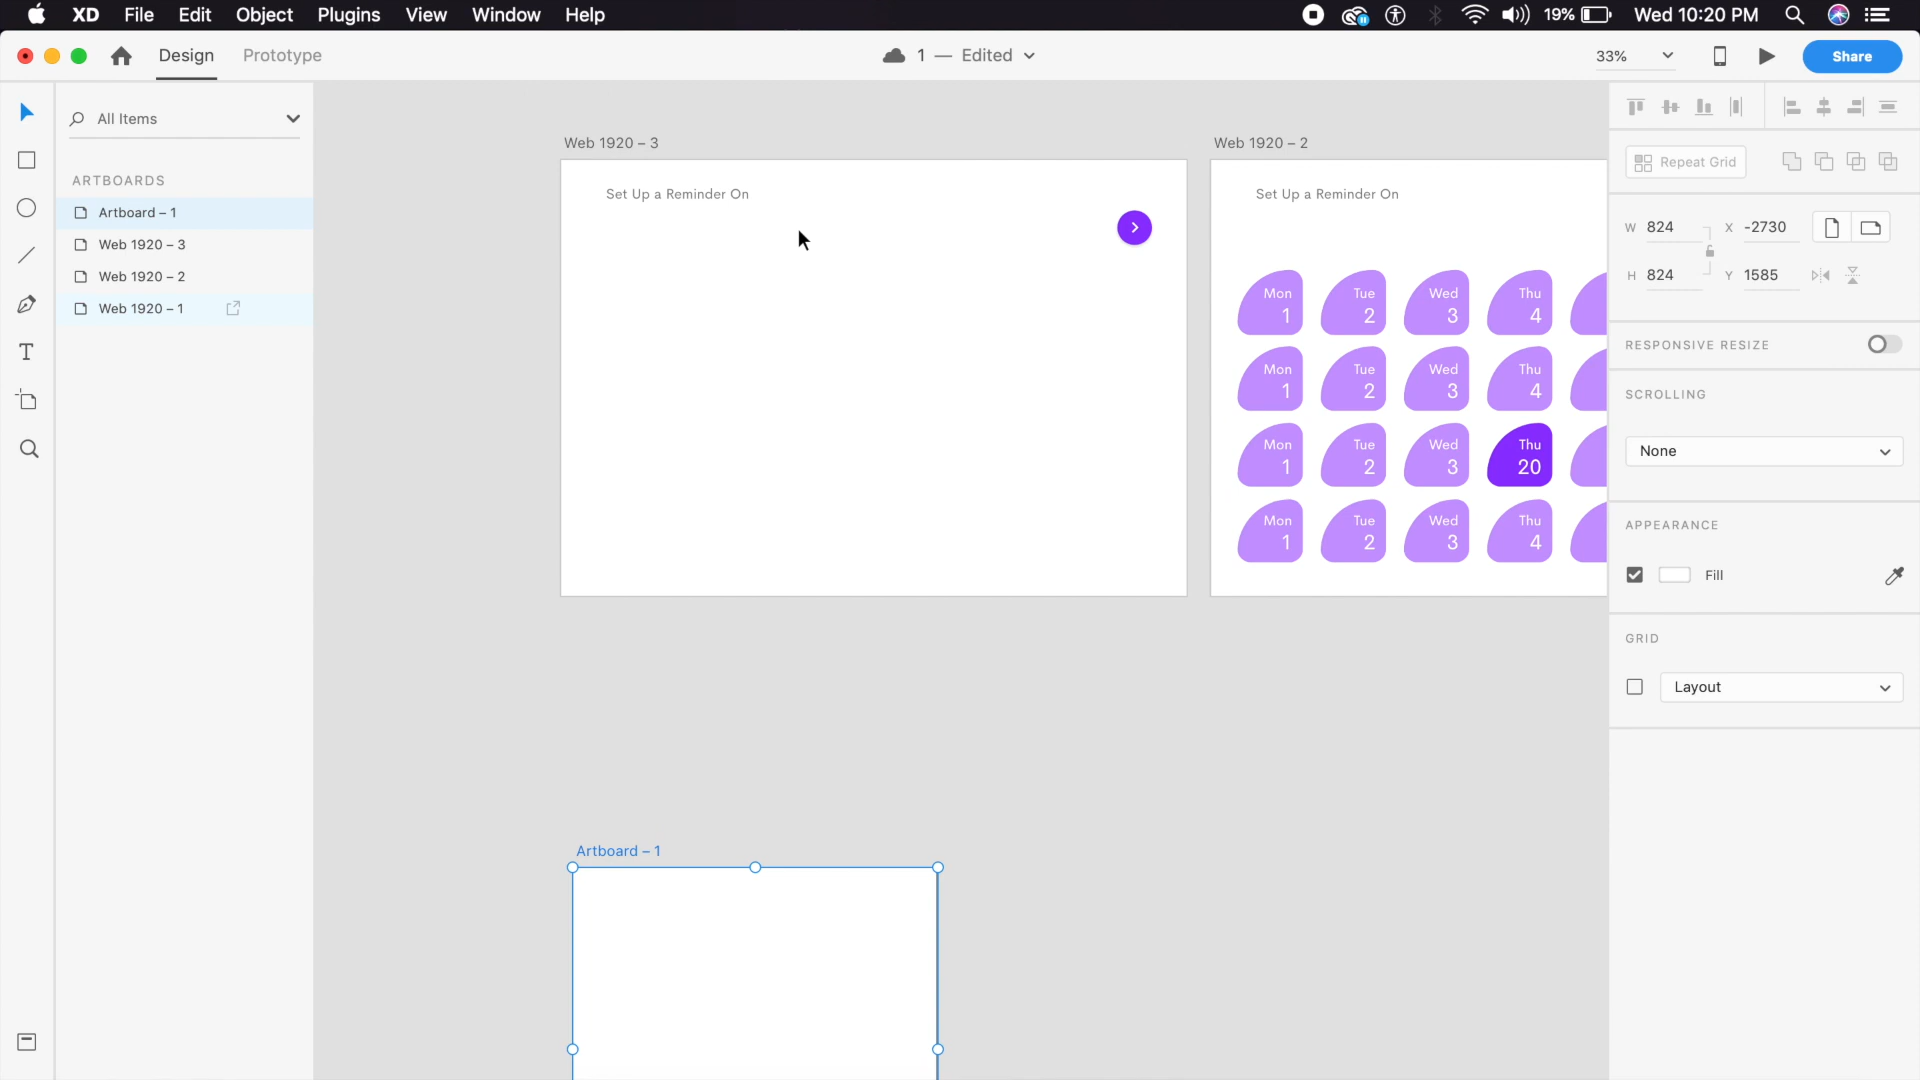 XD File Edit Object Plugins View Window Help 19% Wed 10:20 PM
Design Prototype 1 — Edited 33% Share
All Items
ARTBOARDS
Artboard – 1
Web 1920 – 3
Web 1920 – 2
Web 1920 – 1
T
Web 1920 – 3
Set Up a Reminder On
Web 1920 – 2
Set Up a Reminder On
Mon Tue Wed Thu
1 2 3 4
Mon Tue Wed Thu
1 2 3 4
Mon Tue Wed Thu
1 2 3 20
Mon Tue Wed Thu
1 2 3 4
Artboard – 1
Repeat Grid
W 824 X -2730
H 824 Y 1585
RESPONSIVE RESIZE
SCROLLING
None
APPEARANCE
Fill
GRID
Layout